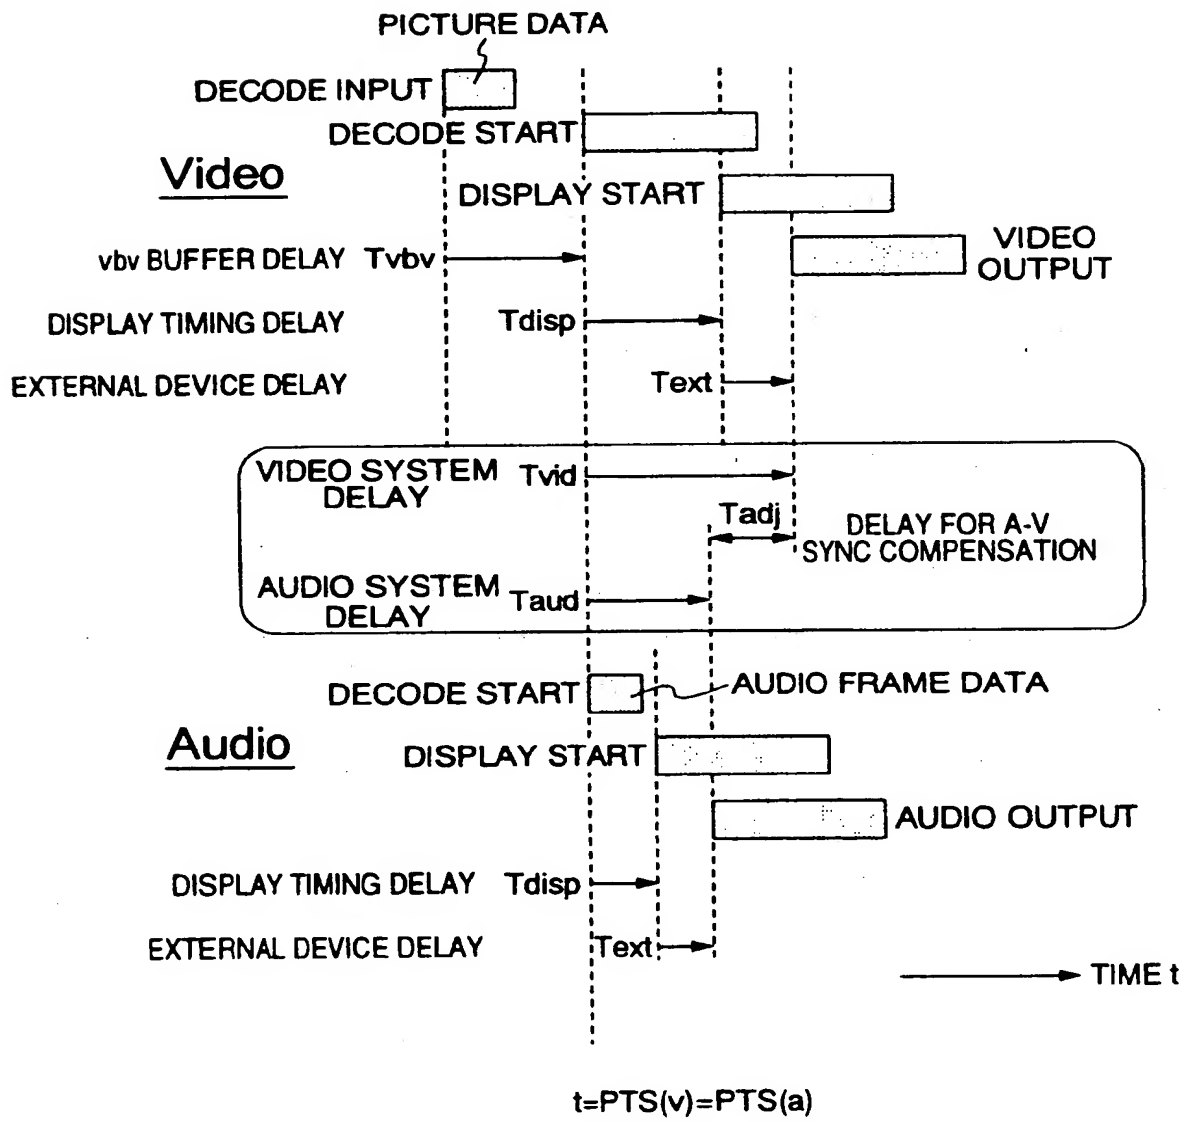 PICTURE DATA
DECODE INPUT
DECODE START
Video
DISPLAY START
VIDEO
OUTPUT
vbv BUFFER DELAY Tvbv
DISPLAY TIMING DELAY Tdisp
EXTERNAL DEVICE DELAY Text
VIDEO SYSTEM
DELAY
Tvid
Tadj
DELAY FOR A-V
SYNC COMPENSATION
AUDIO SYSTEM
DELAY
Taud
DECODE START
AUDIO FRAME DATA
Audio
DISPLAY START
AUDIO OUTPUT
DISPLAY TIMING DELAY Tdisp
EXTERNAL DEVICE DELAY Text
TIME t
t=PTS(v)=PTS(a)